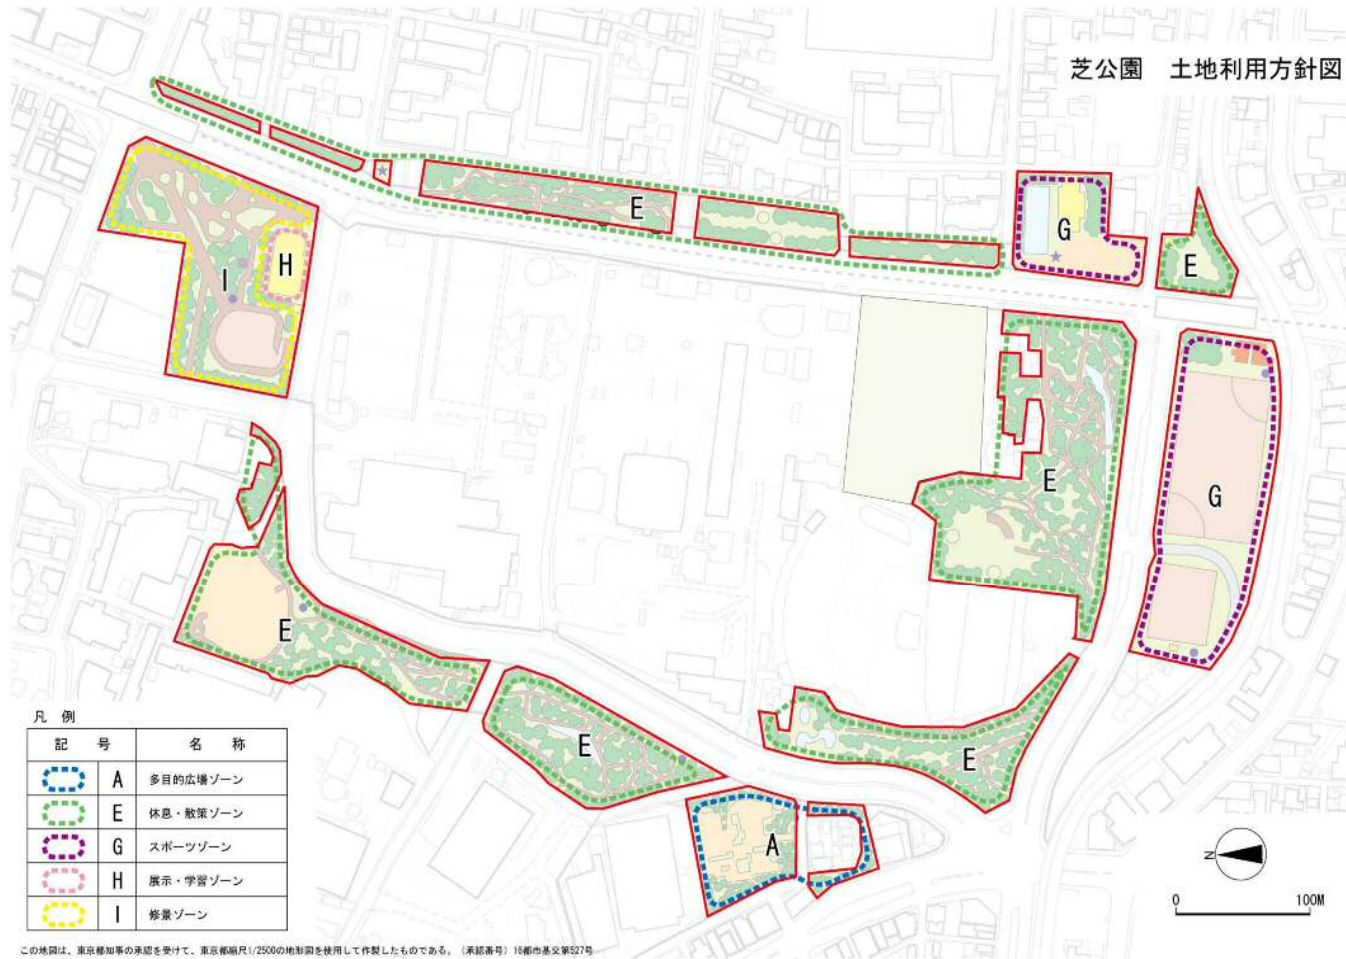 芝公園 土地利用方針図
E
G
E
H
I
E
G
E
E
E
A
凡 例
記 号 名 称
A 多目的広場ゾーン
E 休息・散策ゾーン
G スポーツゾーン
H 展示・学習ゾーン
I 修景ゾーン
N
0 100M
この地図は、東京都知事の承認を受けて、東京都縮尺1/2500の地形図を使用して作製したものである。（承認番号）16都市基交第527号